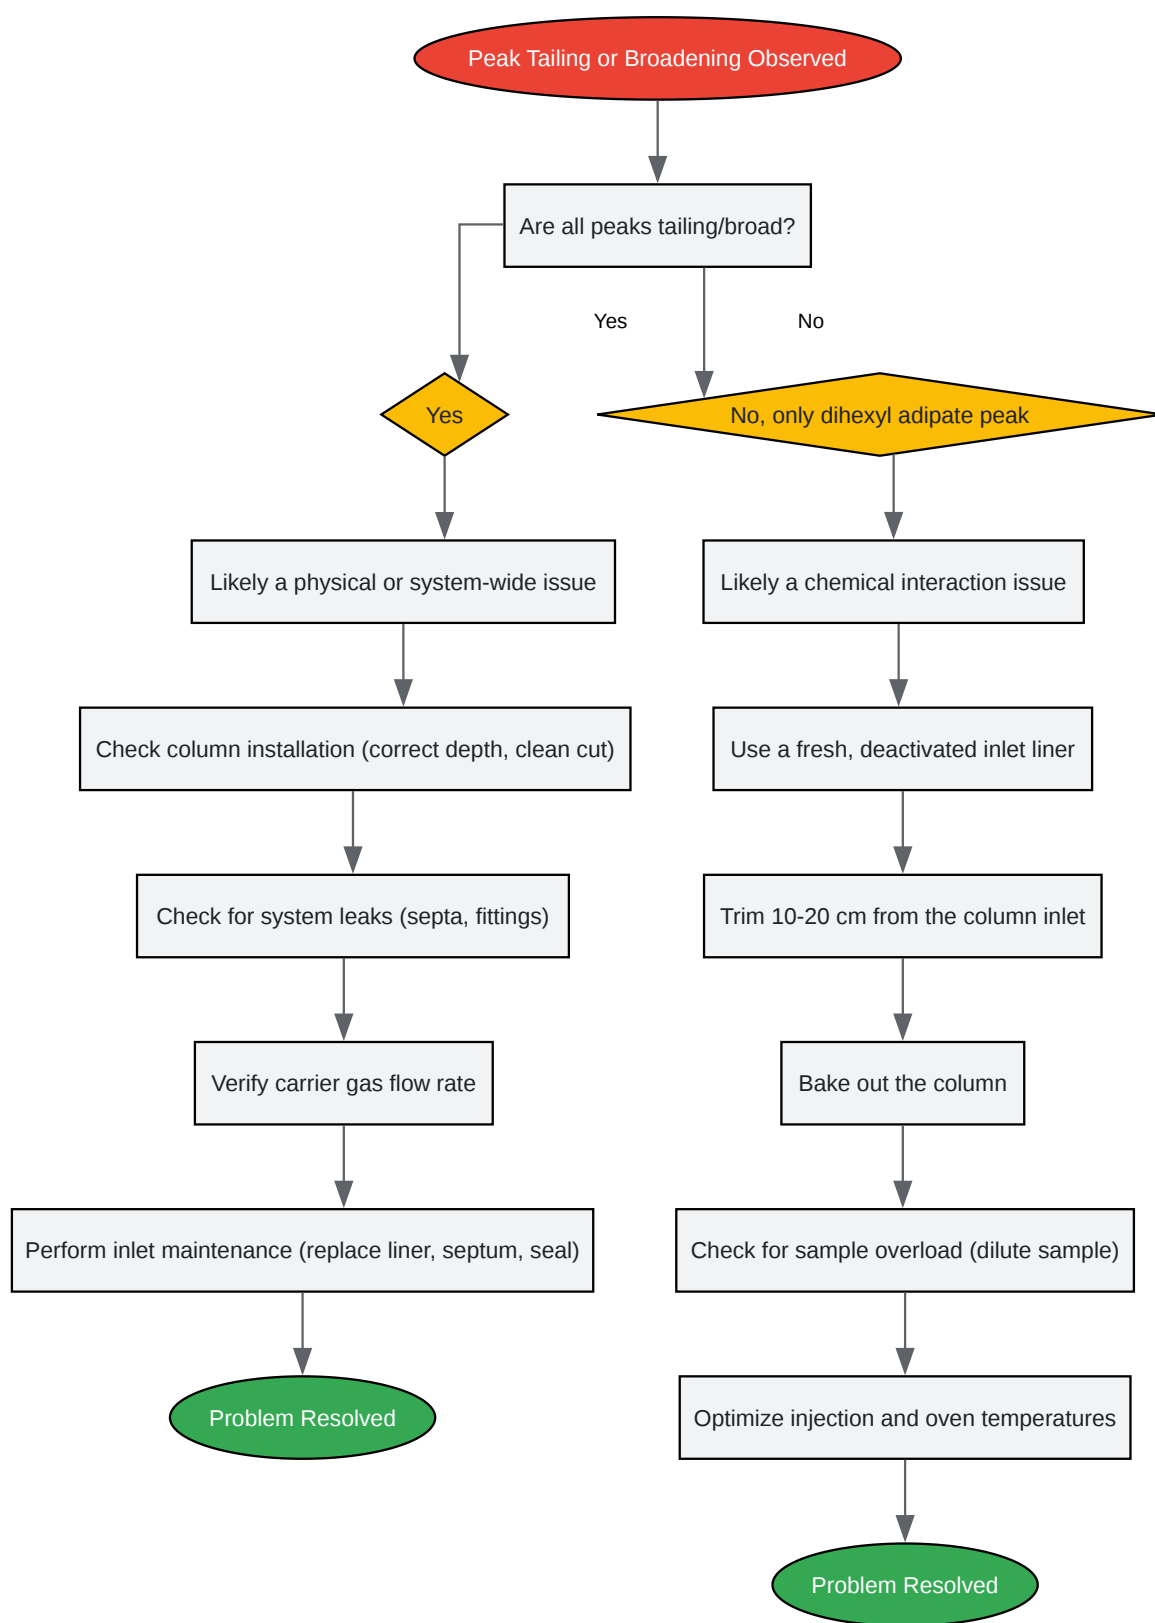 Peak Tailing or Broadening Observed
Are all peaks tailing/broad?
Yes
No
Yes
No, only dihexyl adipate peak
Likely a physical or system-wide issue
Likely a chemical interaction issue
Check column installation (correct depth, clean cut)
Use a fresh, deactivated inlet liner
Check for system leaks (septa, fittings)
Trim 10-20 cm from the column inlet
Verify carrier gas flow rate
Bake out the column
Perform inlet maintenance (replace liner, septum, seal)
Check for sample overload (dilute sample)
Problem Resolved
Optimize injection and oven temperatures
Problem Resolved